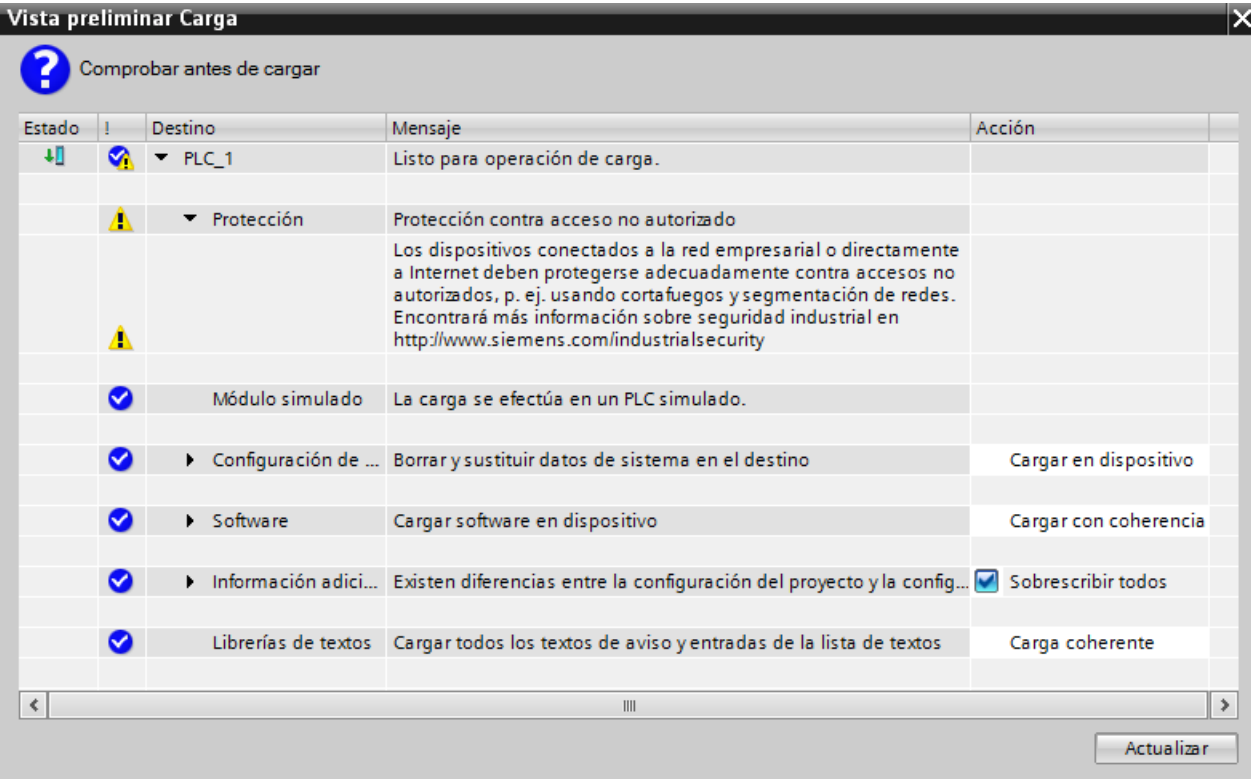 Vista preliminar Carga
Comprobar antes de cargar
Estado ! Destino Mensaje Acción
PLC_1 Listo para operación de carga.
Protección Protección contra acceso no autorizado
Los dispositivos conectados a la red empresarial o directamente
a Internet deben protegerse adecuadamente contra accesos no
autorizados, p. ej. usando cortafuegos y segmentación de redes.
Encontrará más información sobre seguridad industrial en
http://www.siemens.com/industrialsecurity
Módulo simulado La carga se efectúa en un PLC simulado.
Configuración de ... Borrar y sustituir datos de sistema en el destino Cargar en dispositivo
Software Cargar software en dispositivo Cargar con coherencia
Información adici... Existen diferencias entre la configuración del proyecto y la config... Sobrescribir todos
Librerías de textos Cargar todos los textos de aviso y entradas de la lista de textos Carga coherente
Actualizar